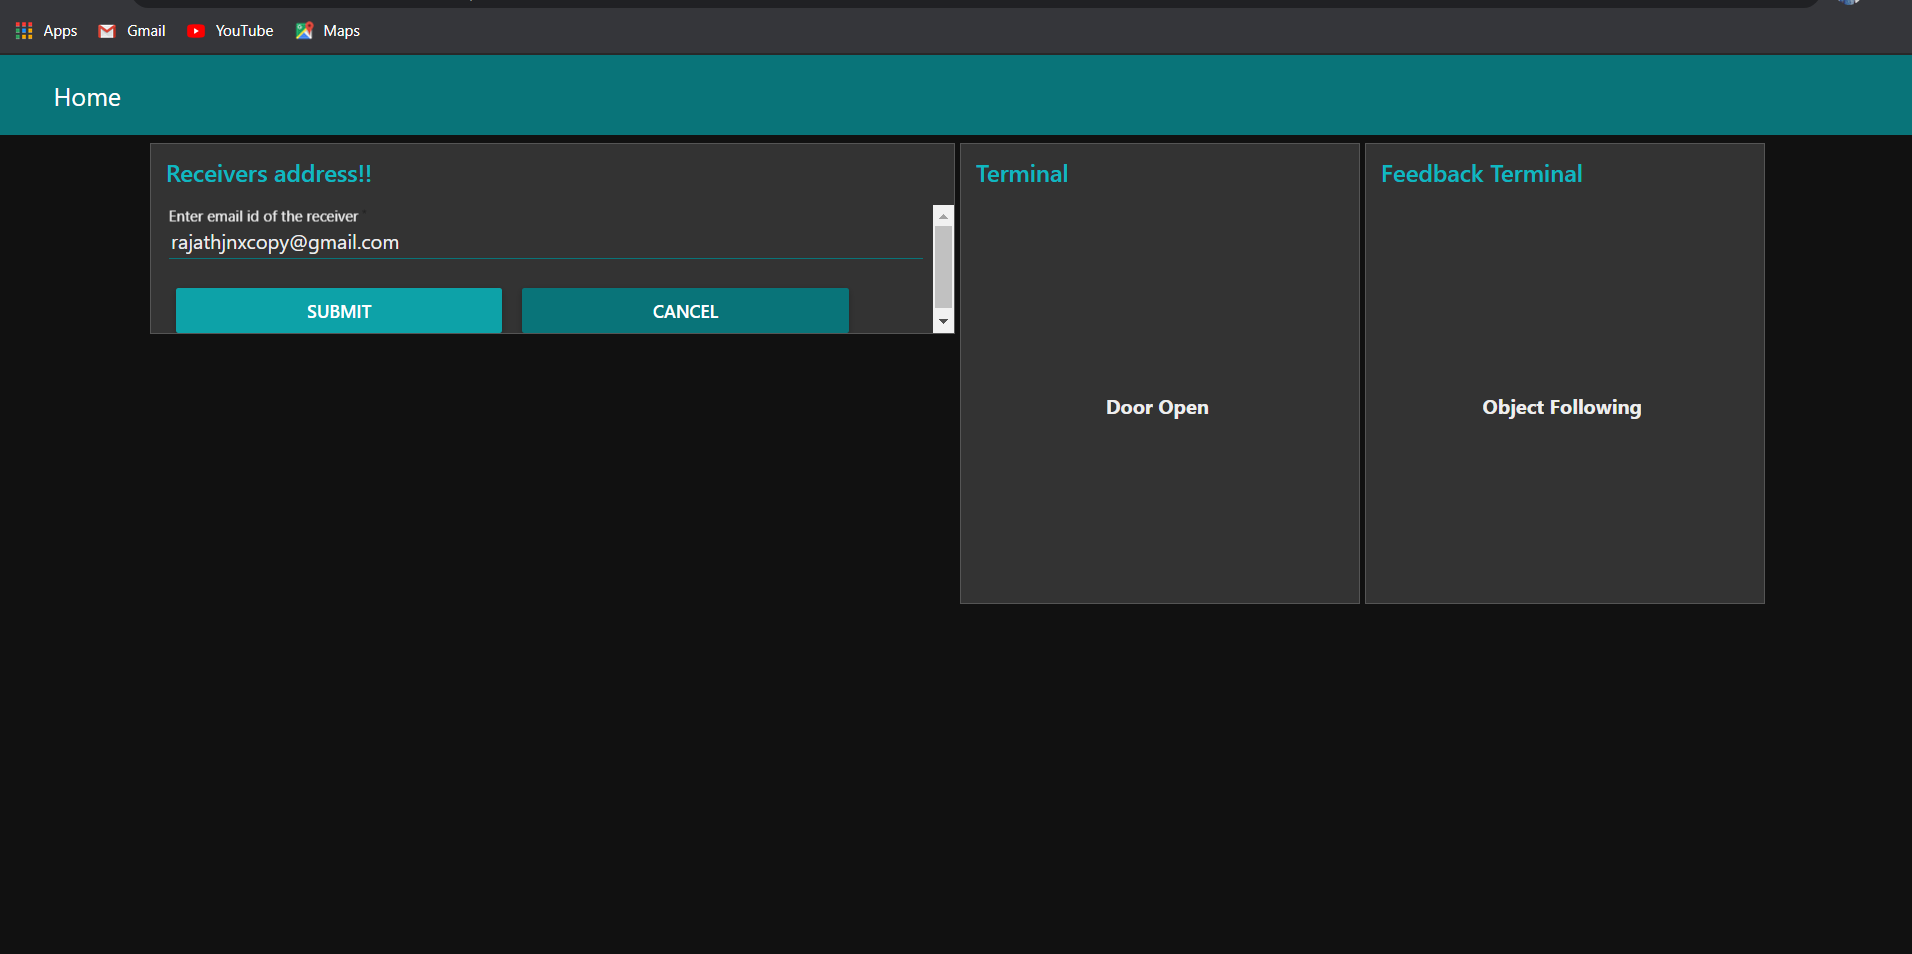 Apps Gmail YouTube Maps
Home
Receivers address!!
Enter email id of the receiver
rajathjnxcopy@gmail.com
SUBMIT CANCEL
Terminal
Door Open
Feedback Terminal
Object Following